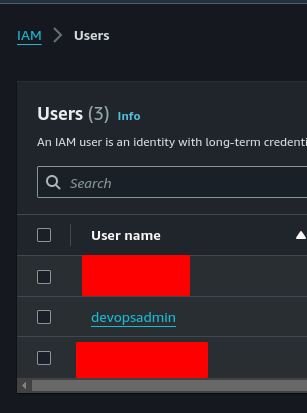 IAM > Users
Users (3) Info
An IAM user is an identity with long-term credenti
Search
User name
devopsadmin